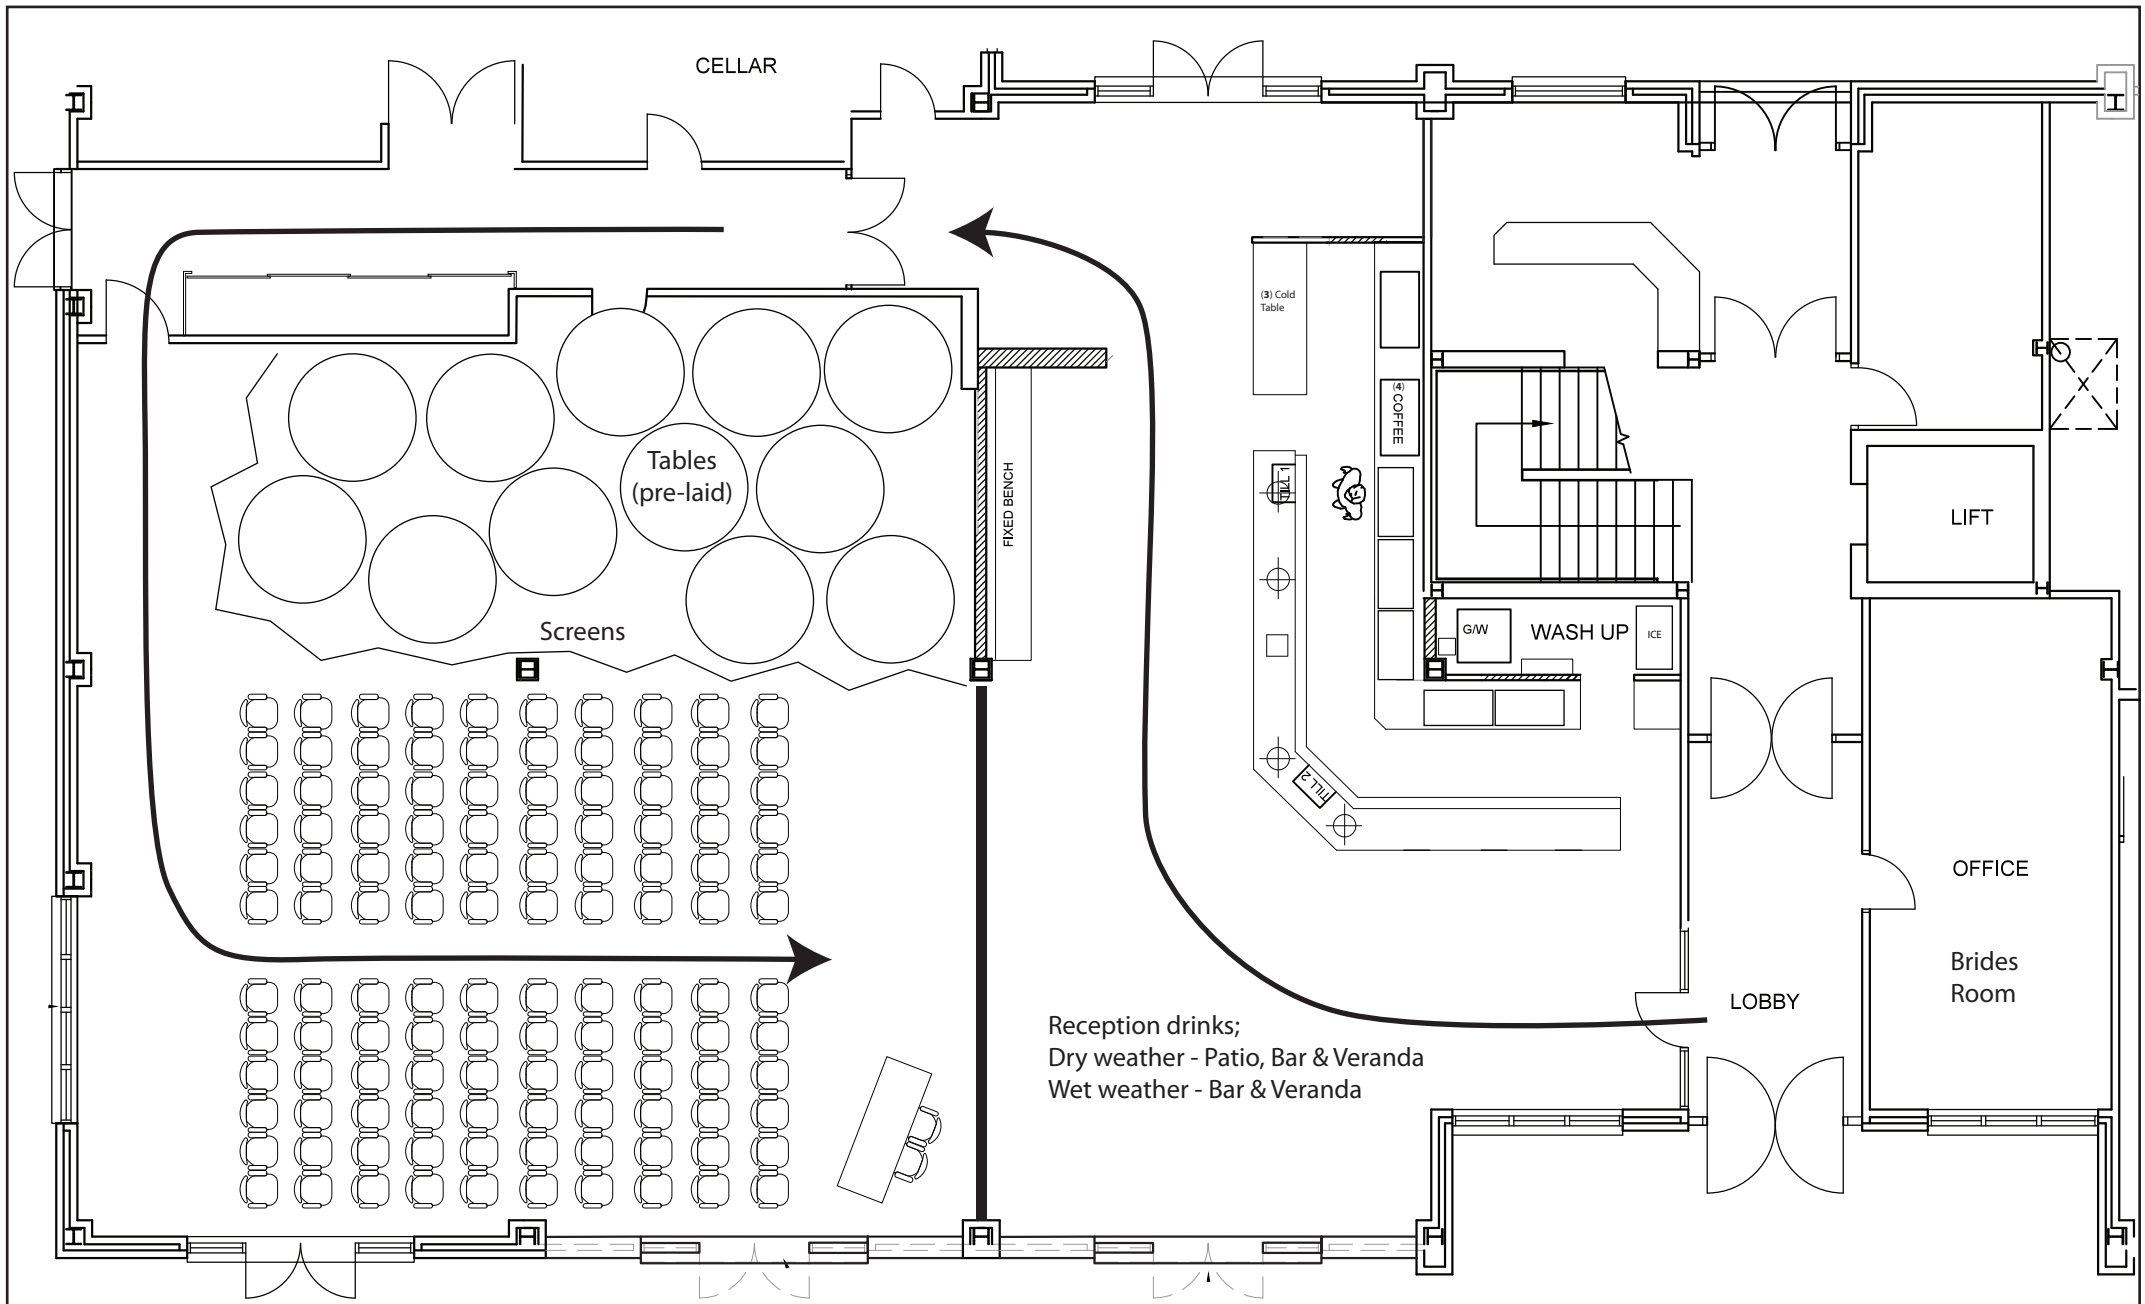 CELLAR
(3) Cold
Table
(4)
COFFEE
Tables
(pre-laid)
FIXED BENCH
TILL 1
LIFT
Screens
G/W
WASH UP
ICE
TILL 2
OFFICE
Brides
Room
LOBBY
Reception drinks;
Dry weather - Patio, Bar & Veranda
Wet weather - Bar & Veranda